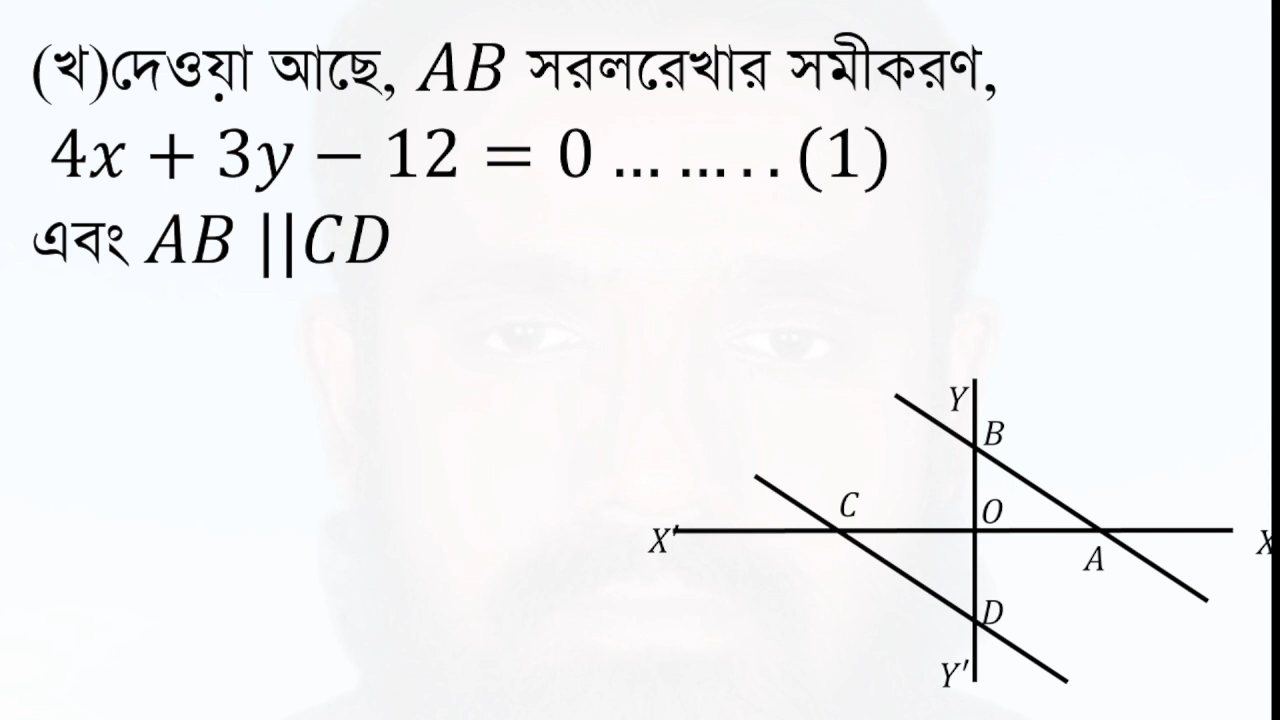 (খ)দেওয়া আছে, AB সরলরেখার সমীকরণ,
4x + 3y − 12 = 0 … … . . (1)
এবং AB ||CD
Y
B
C
O
X′
X
A
D
Y′